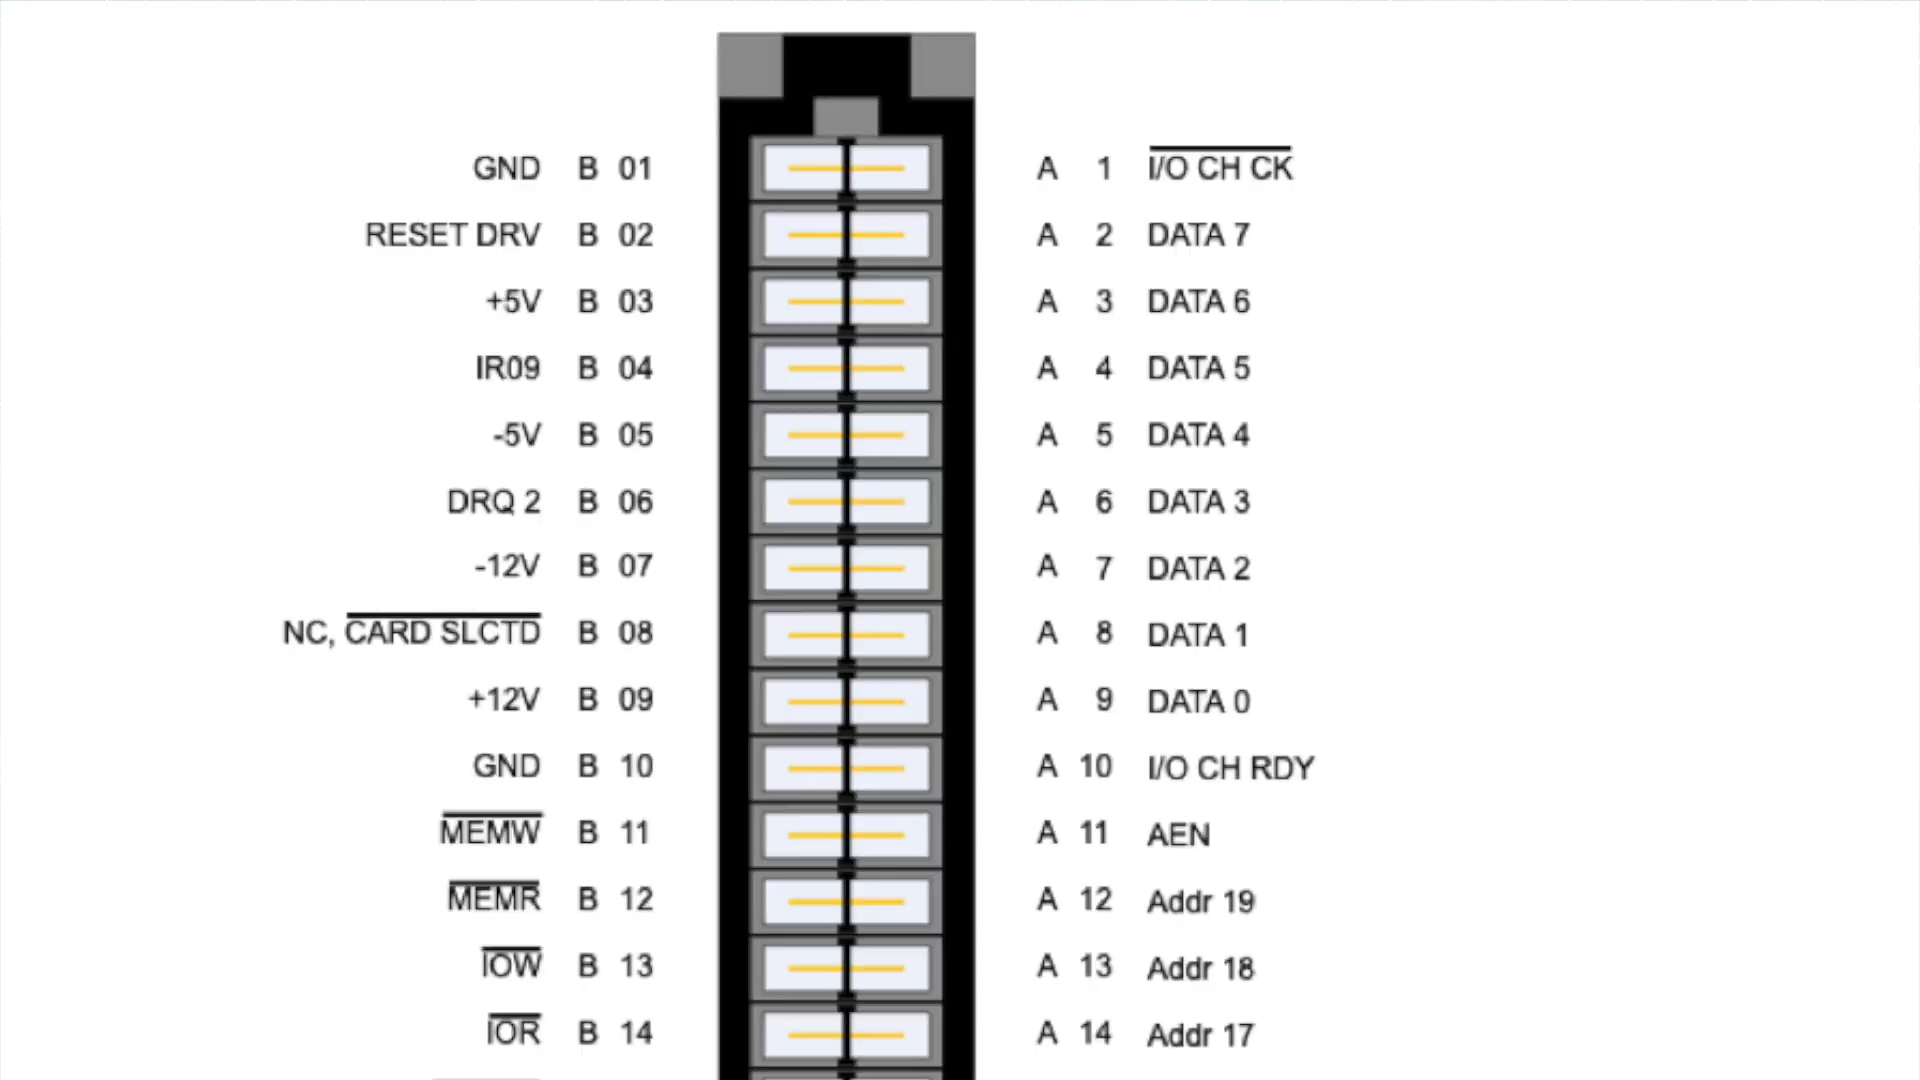 GND B 01 A 1 I/O CH CK
RESET DRV B 02 A 2 DATA 7
+5V B 03 A 3 DATA 6
IR09 B 04 A 4 DATA 5
-5V B 05 A 5 DATA 4
DRQ 2 B 06 A 6 DATA 3
-12V B 07 A 7 DATA 2
NC, CARD SLCTD B 08 A 8 DATA 1
+12V B 09 A 9 DATA 0
GND B 10 A 10 I/O CH RDY
MEMW B 11 A 11 AEN
MEMR B 12 A 12 Addr 19
IOW B 13 A 13 Addr 18
IOR B 14 A 14 Addr 17